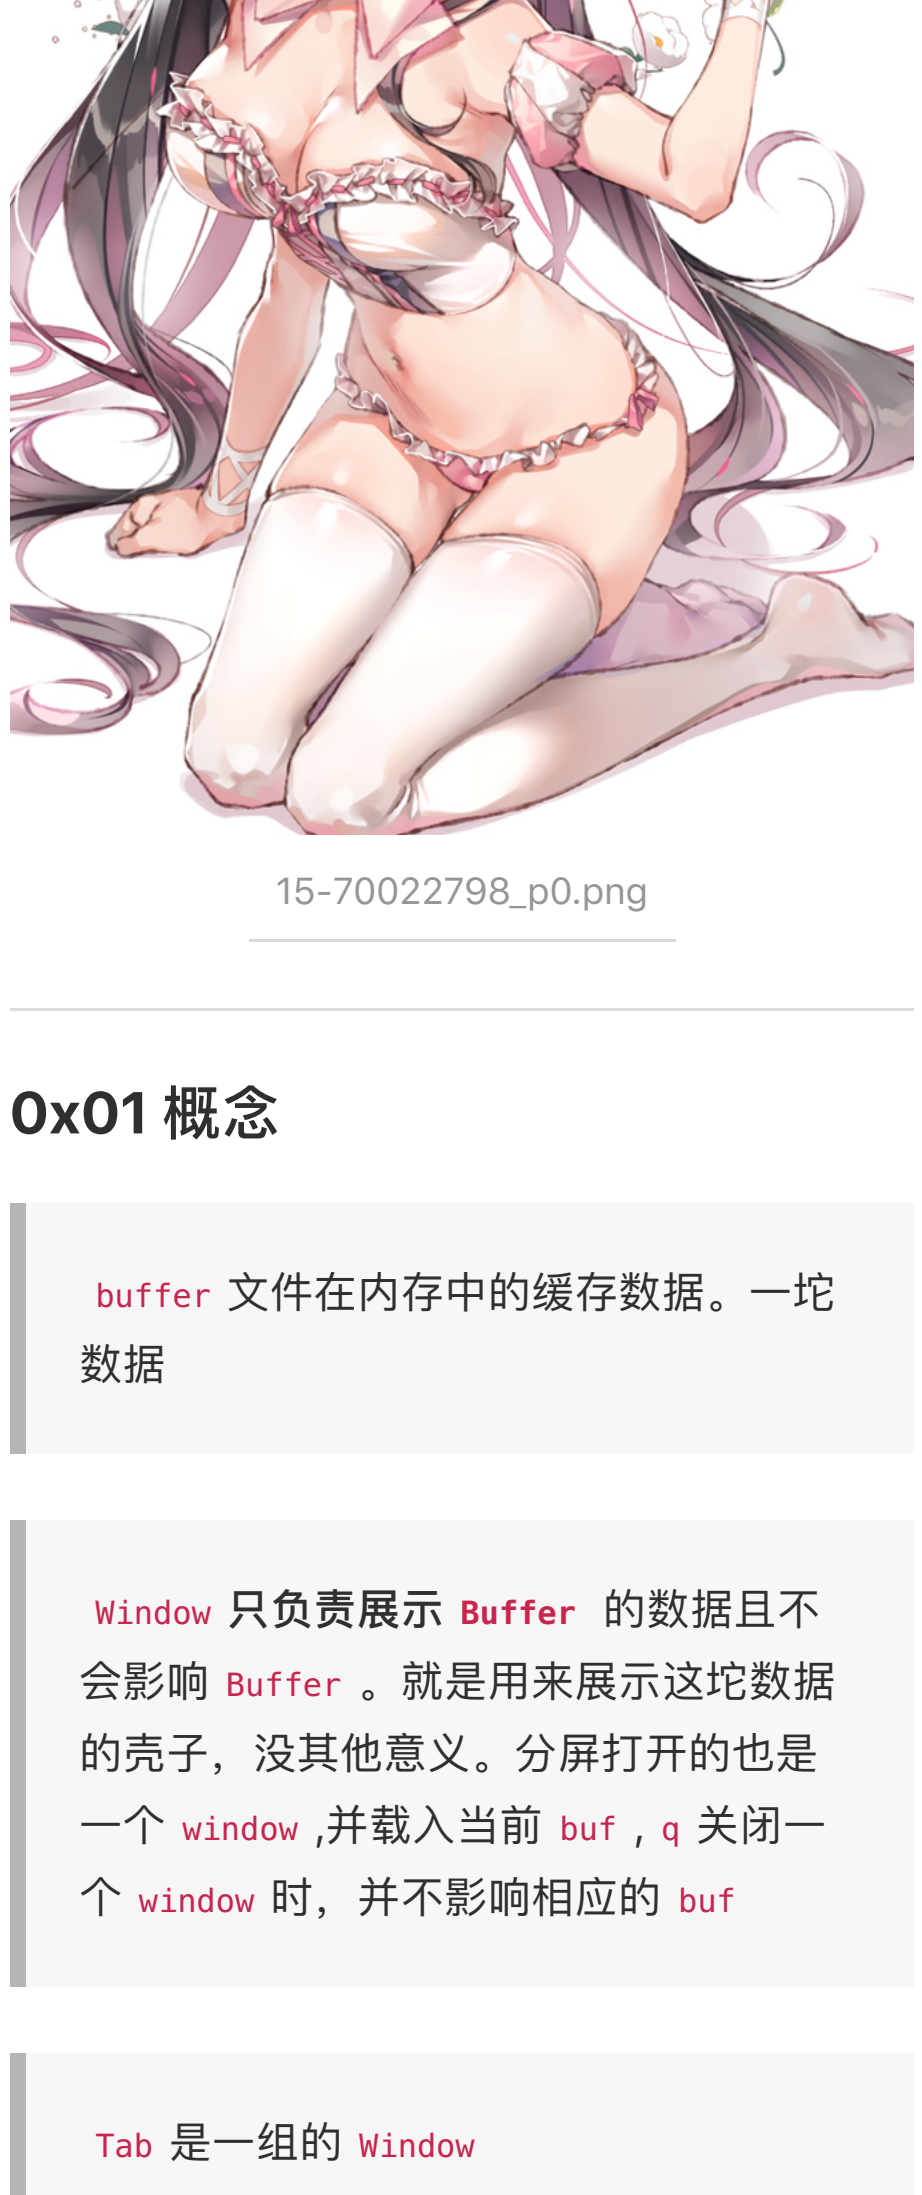 15-70022798_p0.png
0x01 概念
buffer 文件在内存中的缓存数据。一坨
数据
Window 只负责展示 Buffer 的数据且不
会影响 Buffer 。就是用来展示这坨数据
的壳子，没其他意义。分屏打开的也是
一个 window ,并载入当前 buf , q 关闭一
个 window 时，并不影响相应的 buf
Tab 是一组的 Window